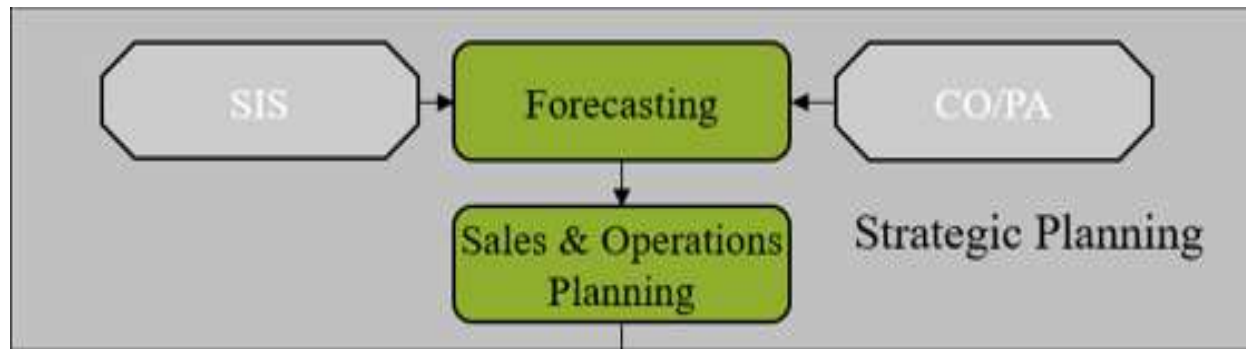 SIS
Forecasting
CO/PA
Sales & Operations
Planning
Strategic Planning